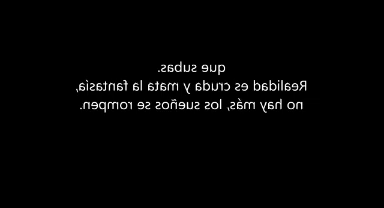 que subas.
Realidad es cruda y mata la fantasía,
no hay más, los sueños se rompen.